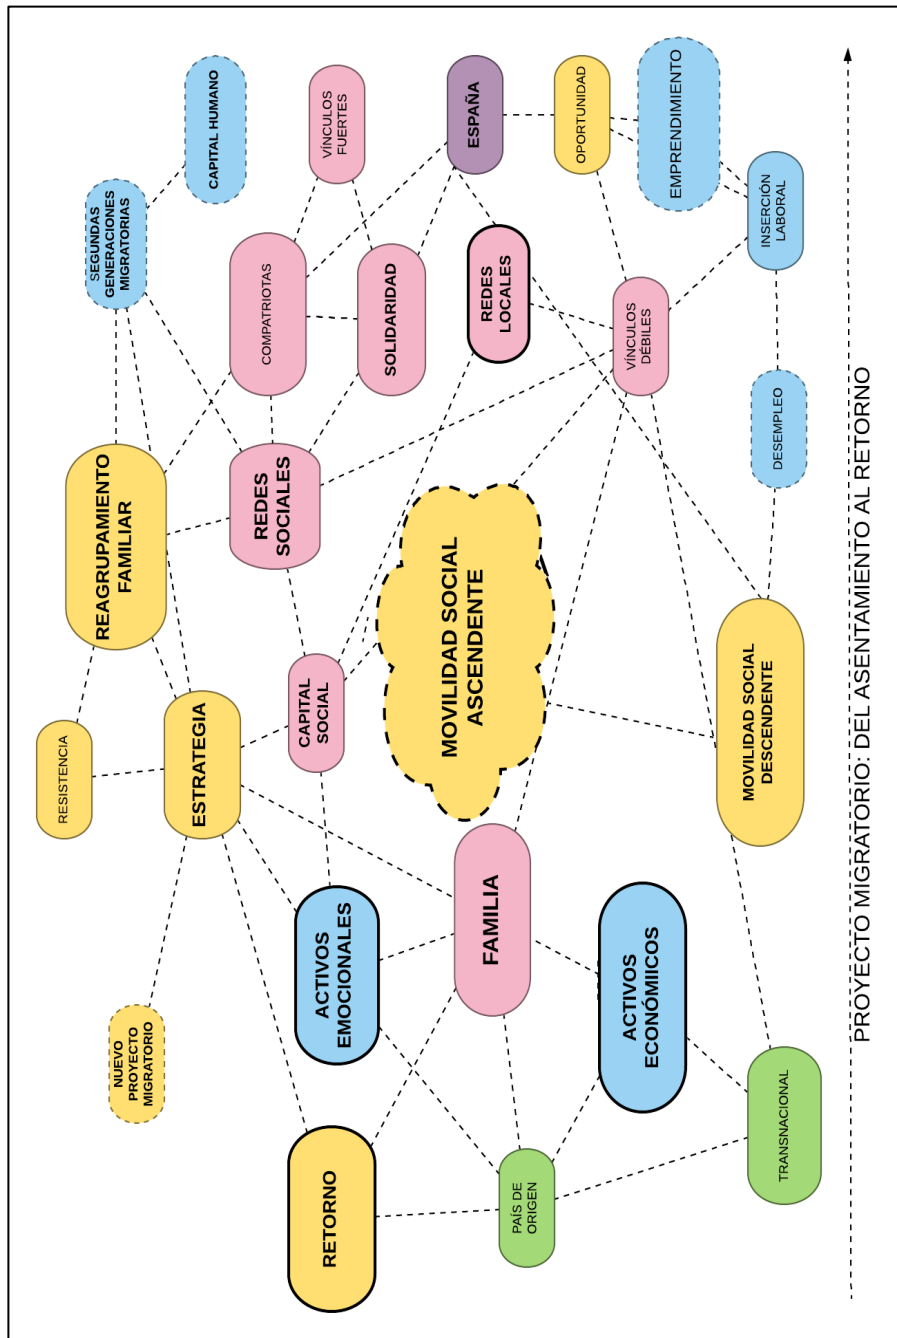 RESISTENCIA
NUEVO
PROYECTO
MIGRATORIO
REAGRUPAMIENTO
FAMILIAR
SEGUNDAS
GENERACIONES
MIGRATORIAS
ESTRATEGIA
CAPITAL HUMANO
REDES
SOCIALES
COMPATRIOTAS
CAPITAL
SOCIAL
VÍNCULOS
FUERTES
RETORNO
ACTIVOS
EMOCIONALES
SOLIDARIDAD
MOVILIDAD SOCIAL
ASCENDENTE
ESPAÑA
FAMILIA
REDES
LOCALES
PAÍS DE
ORIGEN
OPORTUNIDAD
ACTIVOS
ECONÓMIICOS
VÍNCULOS
DÉBILES
EMPRENDIMIENTO
MOVILIDAD SOCIAL
DESCENDENTE
DESEMPLEO
INSERCIÓN
LABORAL
TRANSNACIONAL
PROYECTO MIGRATORIO: DEL ASENTAMIENTO AL RETORNO